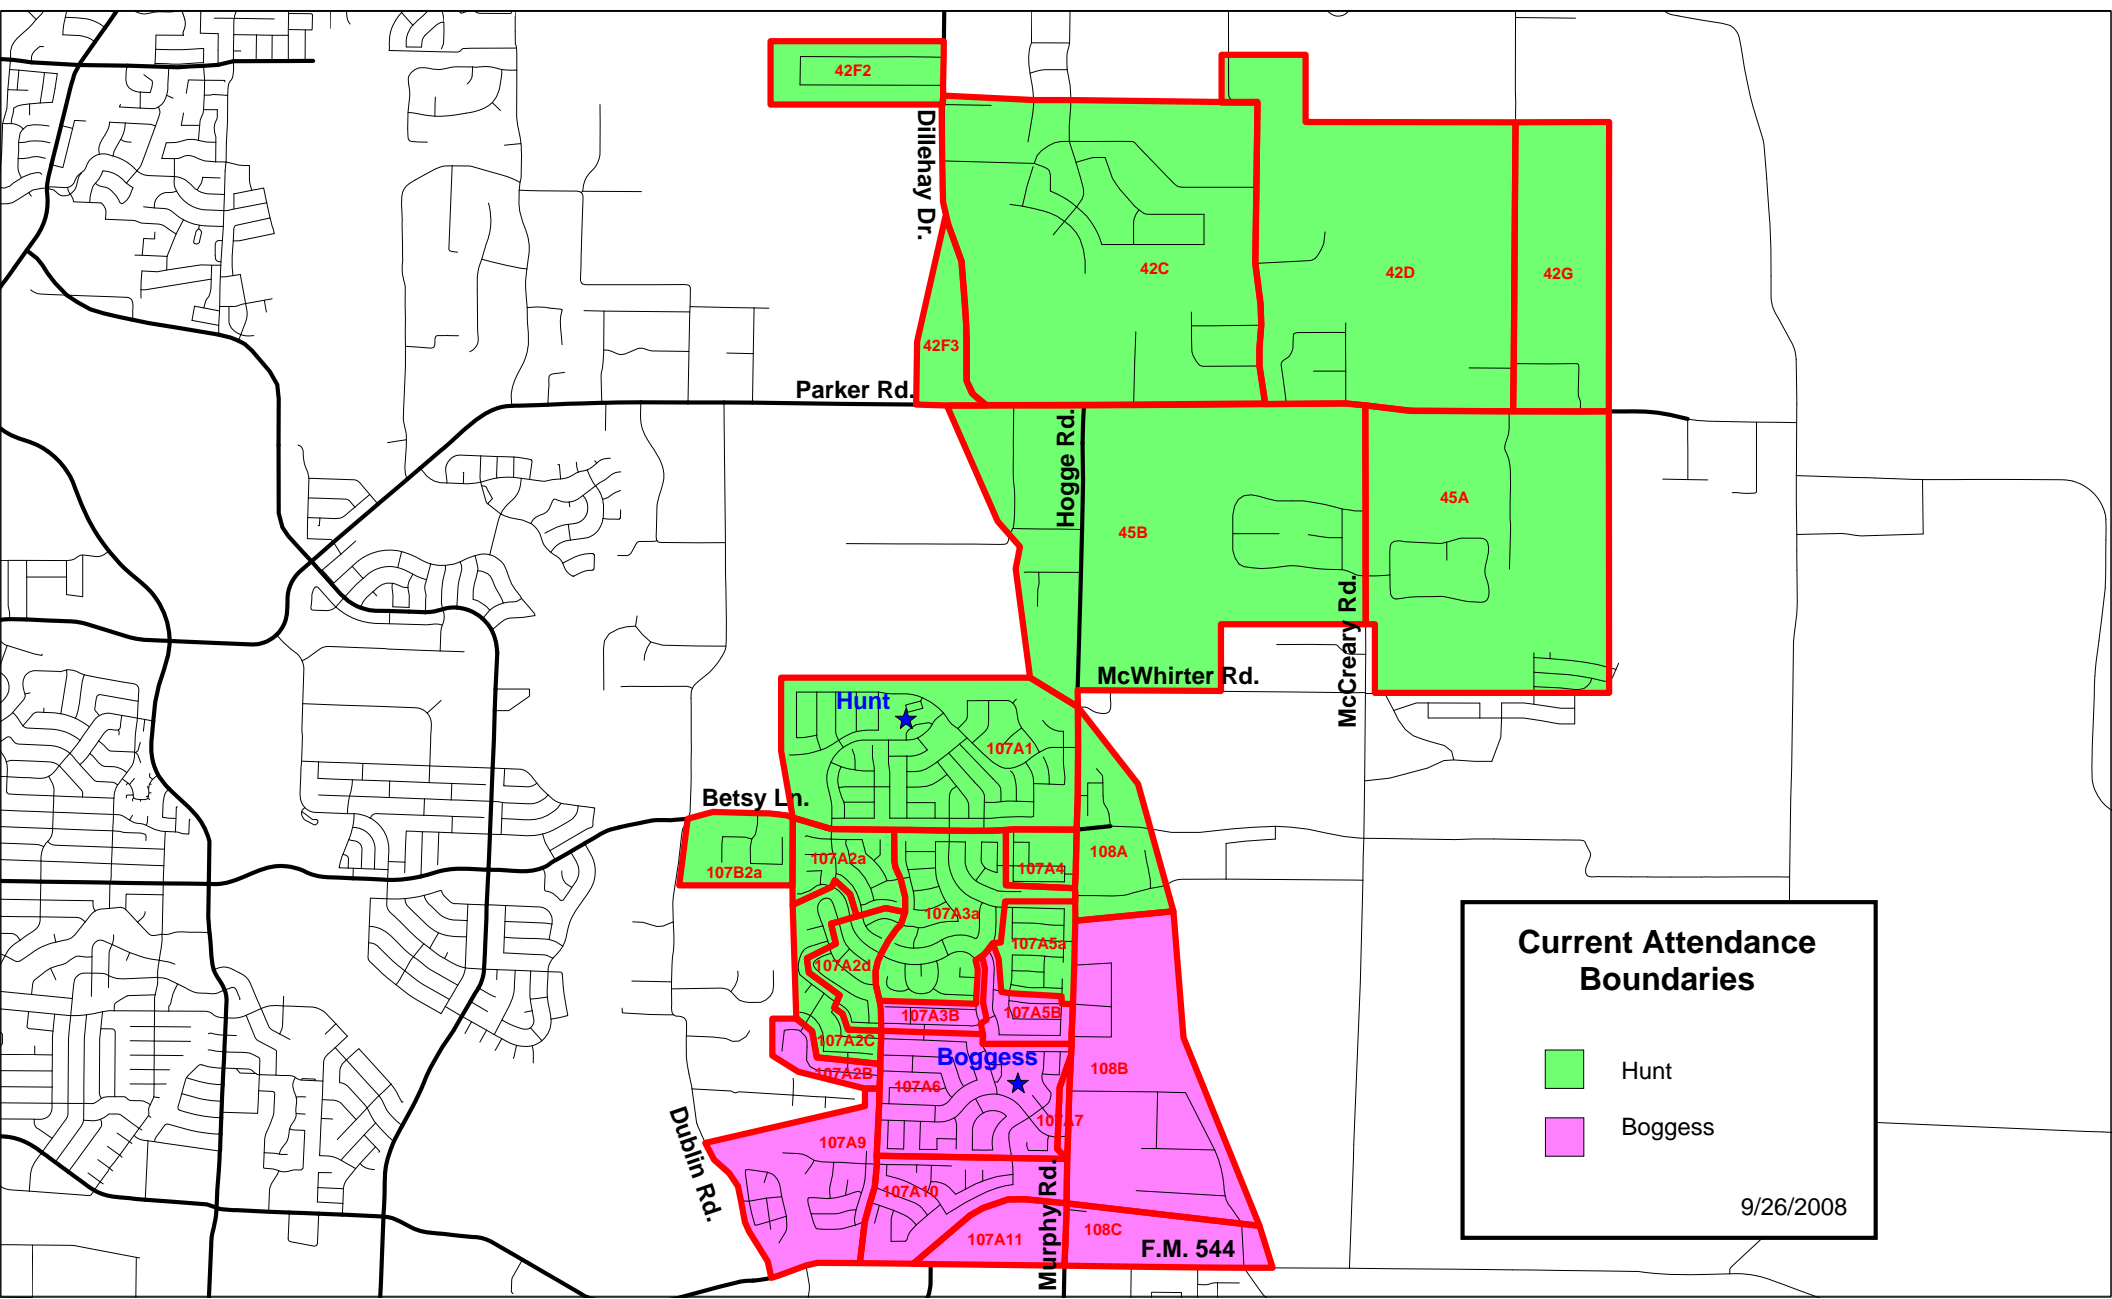 42F2
Dillehay Dr.
42C
42D
42G
42F3
Parker Rd.
Hogge Rd.
45A
45B
McCreary Rd.
McWhirter Rd.
Hunt
107A1
Betsy Ln.
107A2a
107B2a
107A4
108A
107A3a
107A5a
107A2d
107A3B
107A5B
107A2C
Boggess
107A2B
107A6
108B
107A7
Dublin Rd.
107A9
107A10
Murphy Rd.
107A11
108C
F.M. 544
Current Attendance
Boundaries
Hunt
Boggess
9/26/2008